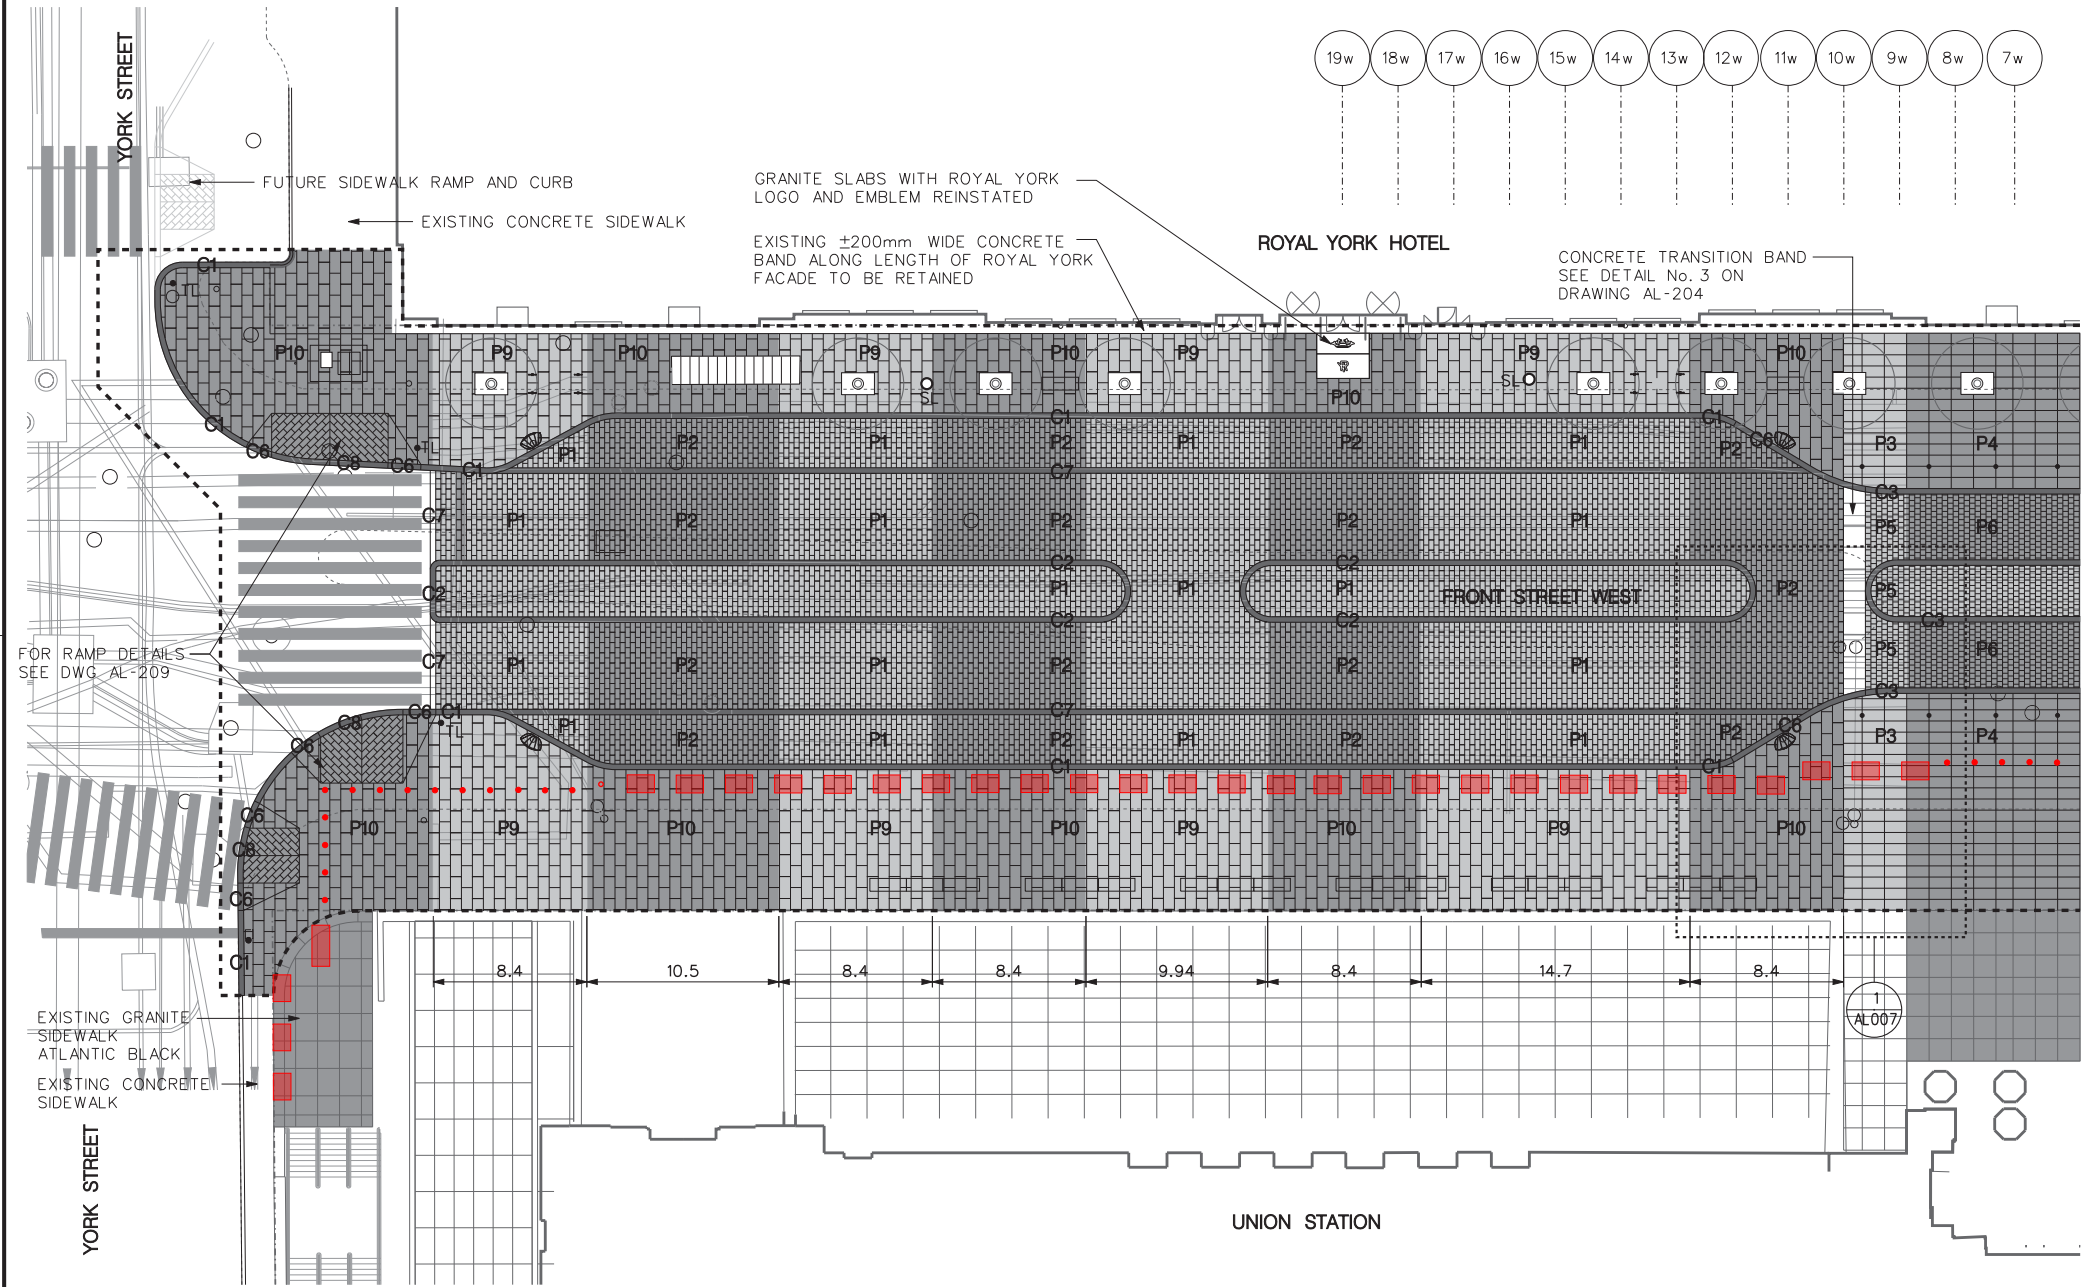 YORK STREET
19w 18w 17w 16w 15w 14w 13w 12w 11w 10w 9w 8w 7w
FUTURE SIDEWALK RAMP AND CURB
EXISTING CONCRETE SIDEWALK
GRANITE SLABS WITH ROYAL YORK
LOGO AND EMBLEM REINSTATED
EXISTING ±200mm WIDE CONCRETE
BAND ALONG LENGTH OF ROYAL YORK
FACADE TO BE RETAINED
ROYAL YORK HOTEL
CONCRETE TRANSITION BAND
SEE DETAIL No. 3 ON
DRAWING AL-204
C1
TL
P10 P9 P10 P9 P10 P9 P9 P10
SL SL
P10
C1 C1 C1
C6 C8 C6 TL C1 P1 P2 P1 P2 P1 P2 P1 P2 C6 P3 P4
C7
C3
C7 P1 P2 P1 P2 P2 P1 P5 P6
C2 C2
C2 P1 P1 P1 FRONT STREET WEST P2 P5
C2 C2 C3
FOR RAMP DETAILS
SEE DWG AL-209
C7 P1 P2 P1 P2 P2 P1 P5 P6
C3
C8 C6 C1 C7
TL
C6 P1 P2 P1 P2 P1 P2 P1 P2 C6 P3 P4
C1 C1
C6 P10 P9 P10 P9 P10 P9 P10 P9 P10
C8
C6
C1
8.4 10.5 8.4 8.4 9.94 8.4 14.7 8.4
1
AL007
EXISTING GRANITE
SIDEWALK
ATLANTIC BLACK
EXISTING CONCRETE
SIDEWALK
YORK STREET
UNION STATION